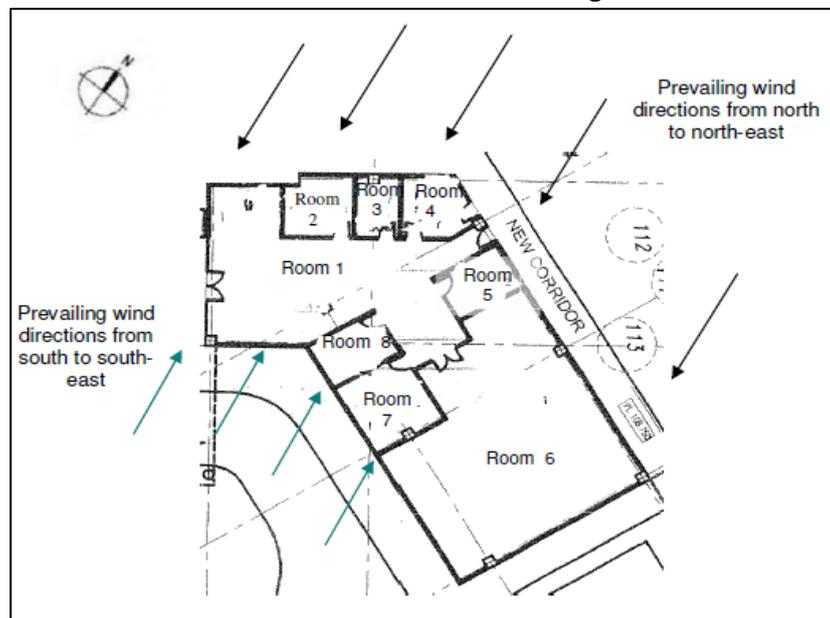 N
Prevailing wind
directions from north
to north-east
Room
2
Room
3
Room
4
NEW CORRIDOR
112
Room 1
Room
5
Prevailing wind
directions from
south to south-
east
113
Room 8
Room
7
Room 6